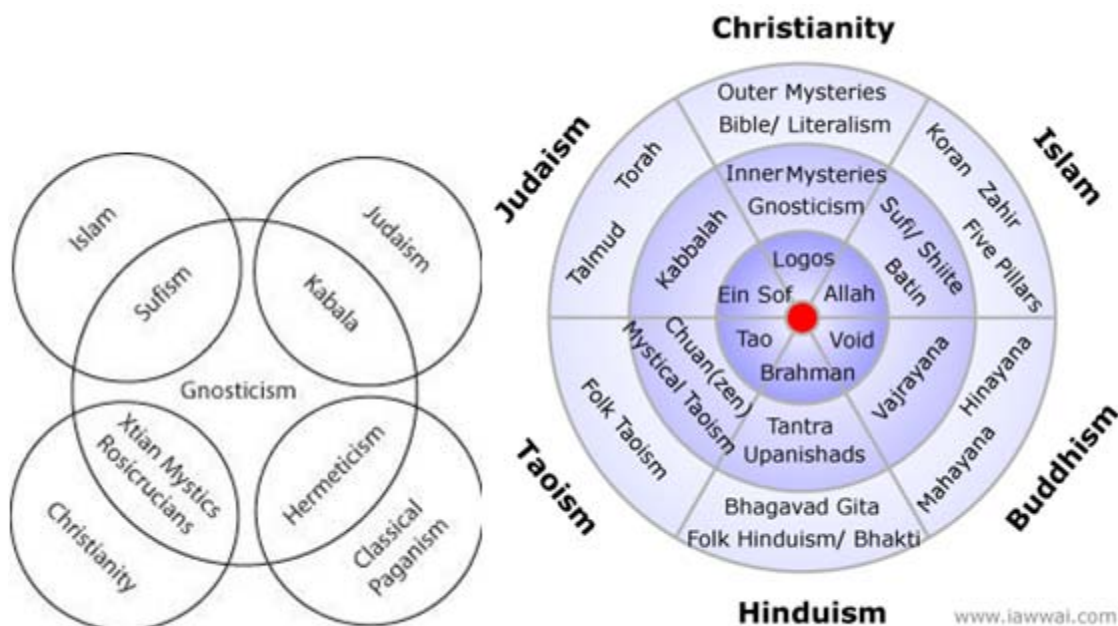 Islam
Sufism
Judaism
Kabala
Gnosticism
Xtian Mystics
Rosicrucians
Christianity
Hermeticism
Classical
Paganism
Christianity
Judaism
Islam
Taoism
Buddhism
Hinduism
Outer Mysteries
Bible/ Literalism
Inner Mysteries
Gnosticism
Logos
Torah
Talmud
Kabbalah
Ein Sof
Koran Zahir
Five Pillars
Sufi/ Shiite
Batin
Allah
Tao
Chuan(zen)
Mystical Taoism
Folk Taoism
Void
Vajrayana
Hinayana
Mahayana
Brahman
Tantra
Upanishads
Bhagavad Gita
Folk Hinduism/ Bhakti
www.iawwai.com